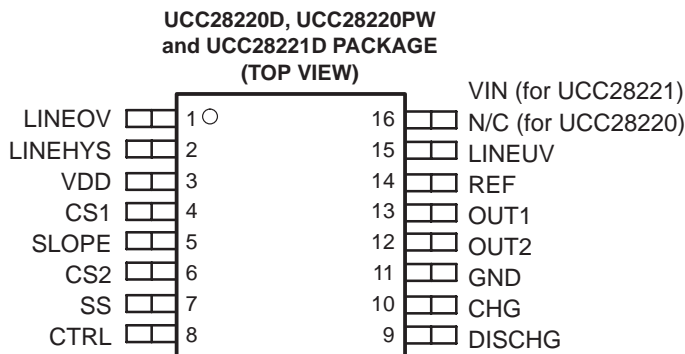 UCC28220D, UCC28220PW
and UCC28221D PACKAGE
(TOP VIEW)
VIN (for UCC28221)
LINEOV 1 16 N/C (for UCC28220)
LINEHYS 2 15 LINEUV
VDD 3 14 REF
CS1 4 13 OUT1
SLOPE 5 12 OUT2
CS2 6 11 GND
SS 7 10 CHG
CTRL 8 9 DISCHG